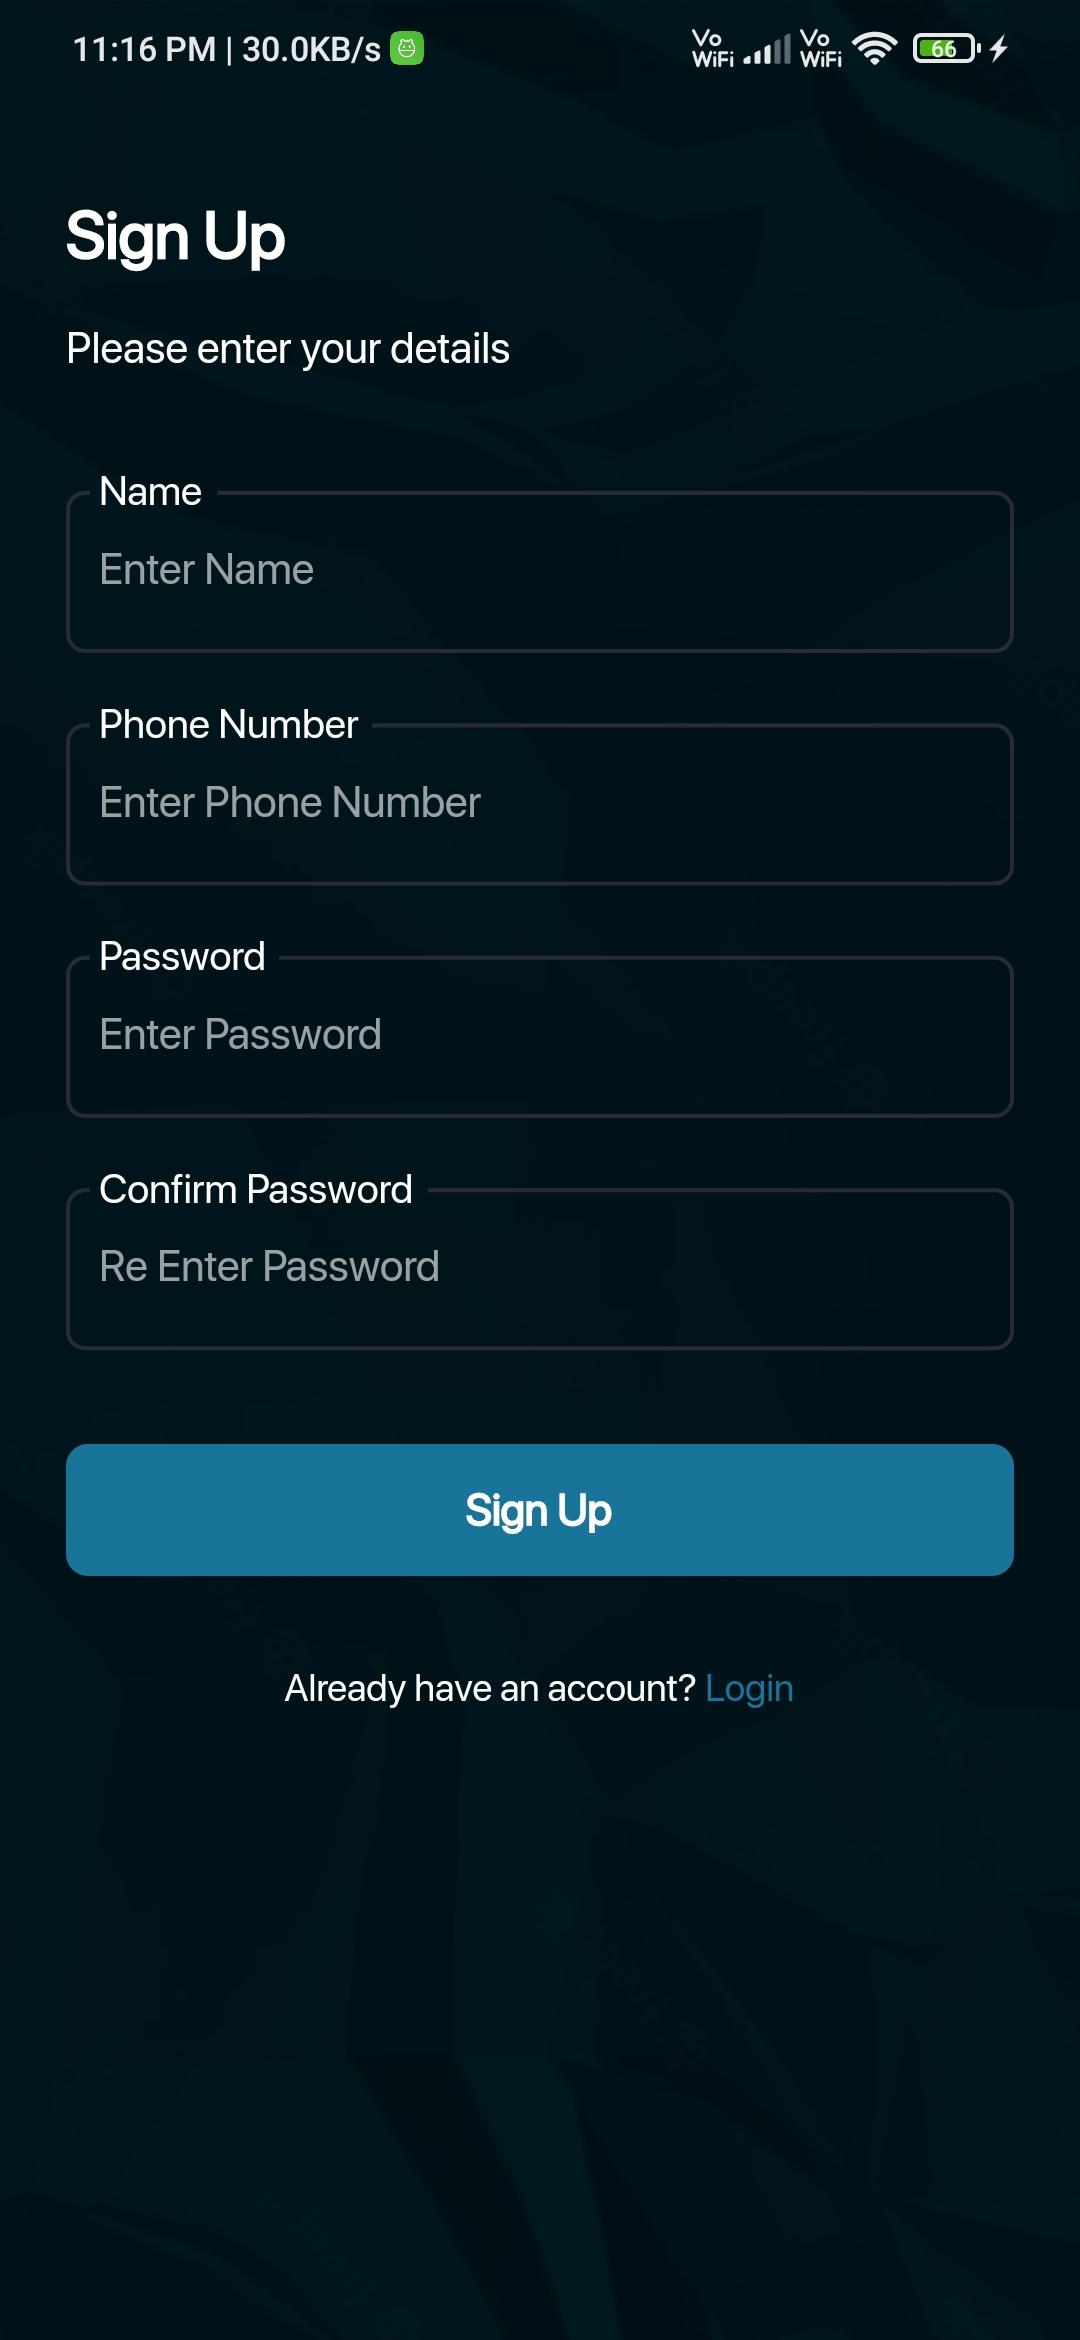 11:16 PM | 30.0KB/s
Vo WiFi Vo WiFi 66
Sign Up
Please enter your details
Name
Enter Name
Phone Number
Enter Phone Number
Password
Enter Password
Confirm Password
Re Enter Password
Sign Up
Already have an account? Login